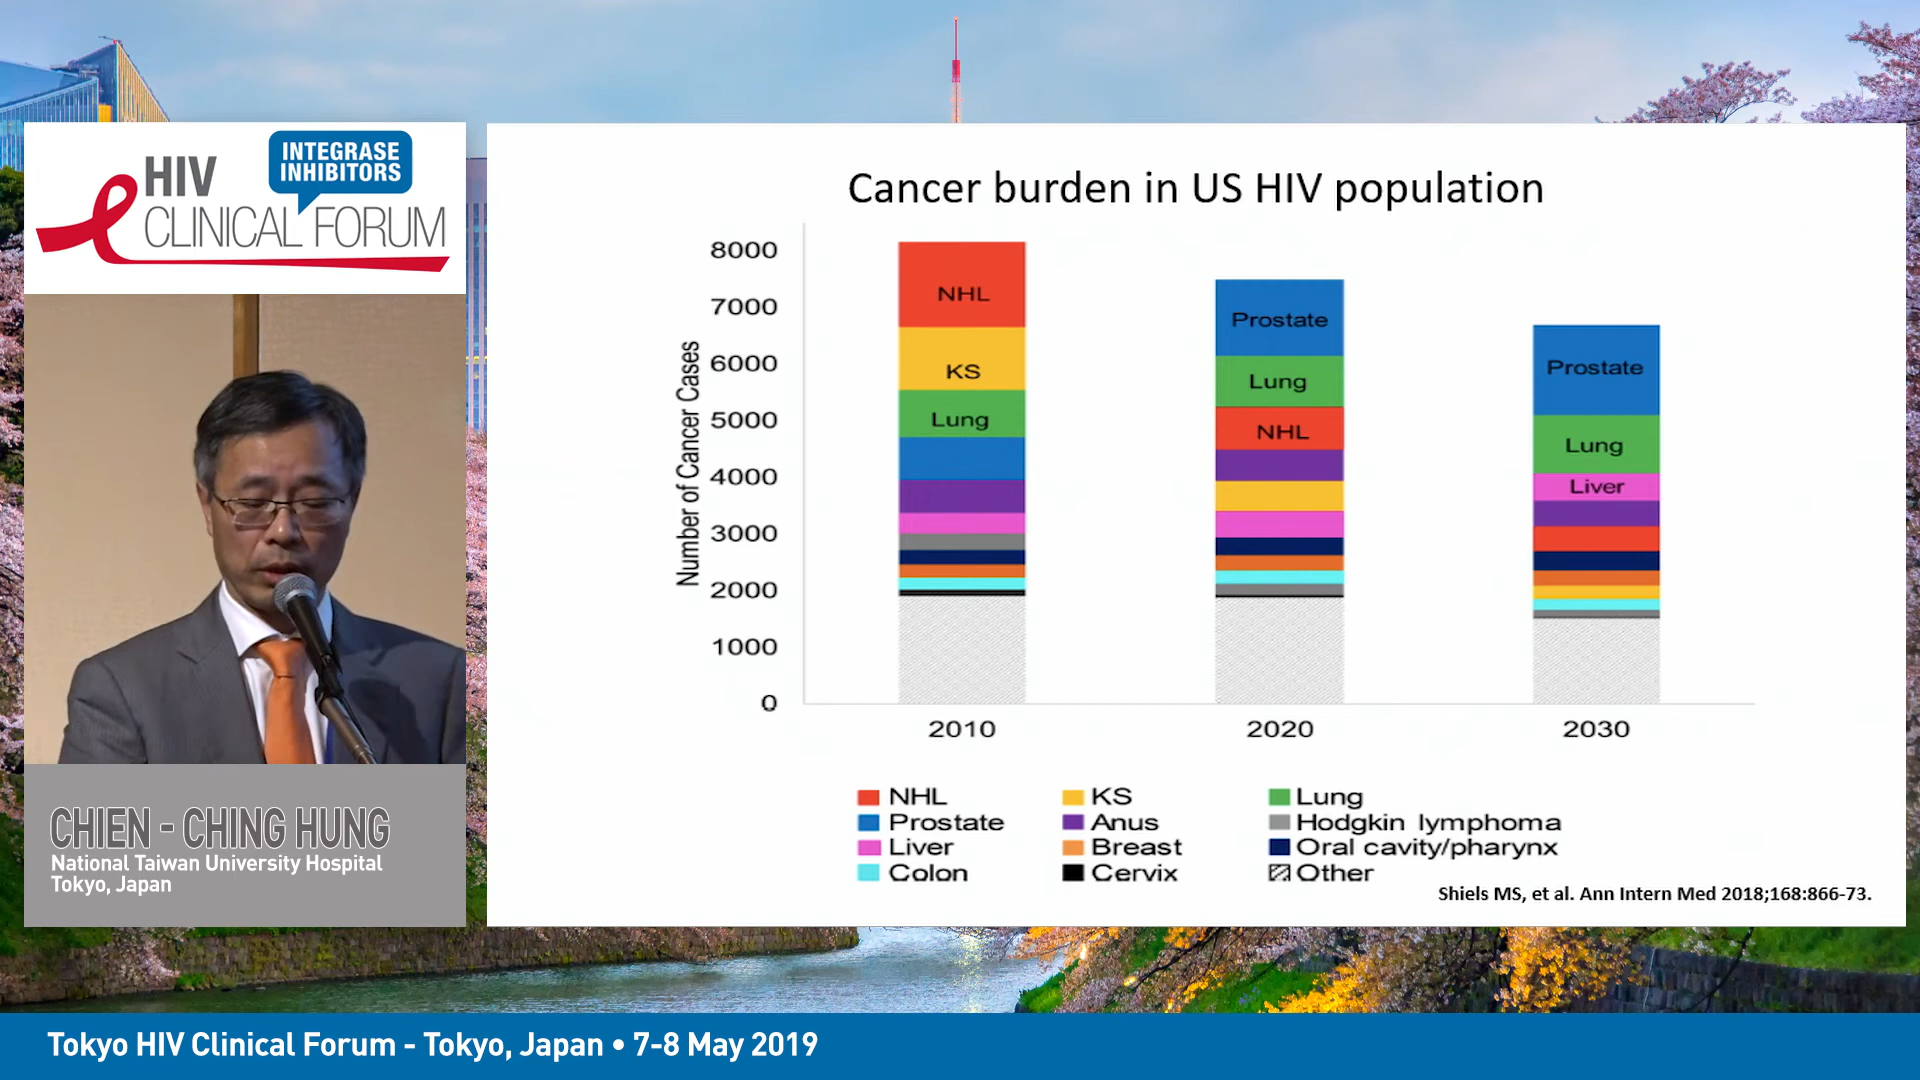 HIV
INTEGRASE
INHIBITORS
CLINICAL FORUM
CHIEN - CHING HUNG
National Taiwan University Hospital
Tokyo, Japan
Cancer burden in US HIV population
Number of Cancer Cases
8000
7000
6000
5000
4000
3000
2000
1000
0
NHL
KS
Lung
Prostate
Lung
NHL
Prostate
Lung
Liver
2010 2020 2030
NHL KS Lung
Prostate Anus Hodgkin lymphoma
Liver Breast Oral cavity/pharynx
Colon Cervix Other
Shiels MS, et al. Ann Intern Med 2018;168:866-73.
Tokyo HIV Clinical Forum - Tokyo, Japan • 7-8 May 2019